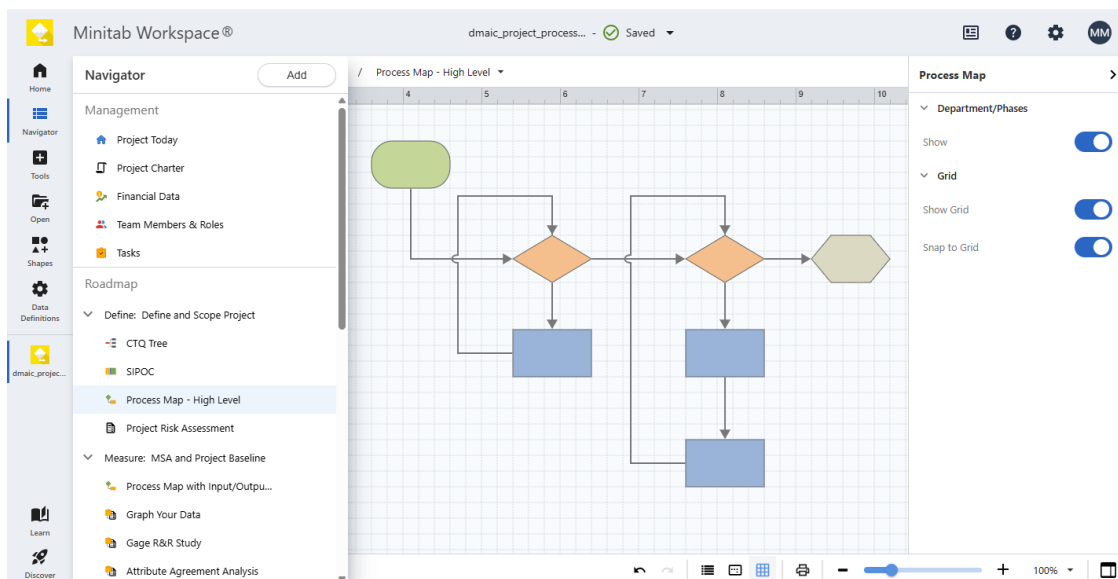 Minitab Workspace®
dmaic_project_process... - Saved
MM
Home
Navigator
Tools
Open
Shapes
Data
Definitions
dmaic_projec...
Learn
Discover
Navigator
Add
Management
Project Today
Project Charter
Financial Data
Team Members & Roles
Tasks
Roadmap
Define: Define and Scope Project
CTQ Tree
SIPOC
Process Map - High Level
Project Risk Assessment
Measure: MSA and Project Baseline
Process Map with Input/Outpu...
Graph Your Data
Gage R&R Study
Attribute Agreement Analysis
/ Process Map - High Level
4 5 6 7 8 9 10
Process Map
Department/Phases
Show
Grid
Show Grid
Snap to Grid
100%